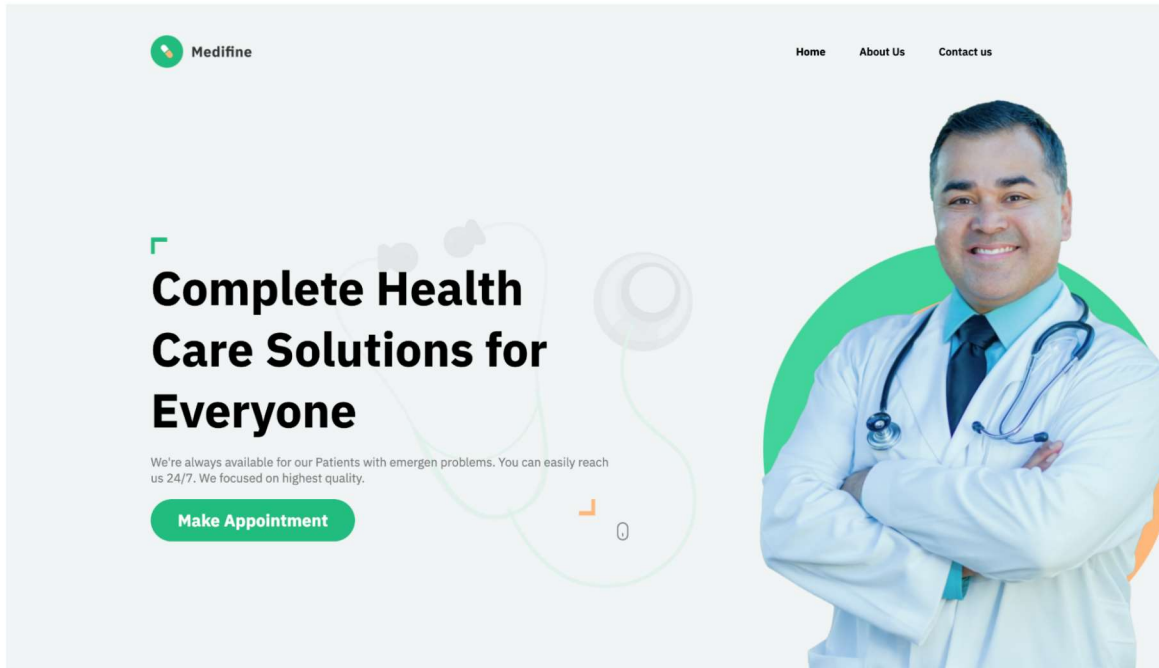 Medifine
Home About Us Contact us
Complete Health
Care Solutions for
Everyone
We're always available for our Patients with emergen problems. You can easily reach
us 24/7. We focused on highest quality.
Make Appointment